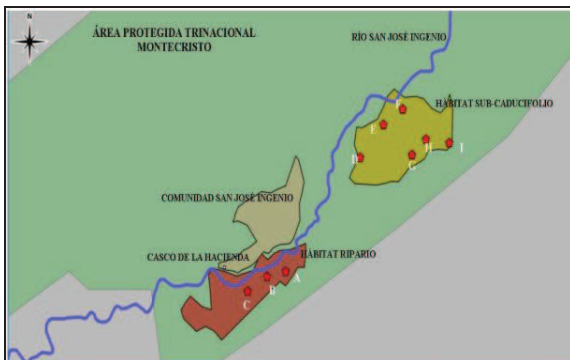 N
ÁREA PROTEGIDA TRINACIONAL
MONTECRISTO
RÍO SAN JOSÉ INGENIO
HÁBITAT SUB-CADUCIFOLIO
F
E
H
I
D
G
COMUNIDAD SAN JOSÉ INGENIO
CASCO DE LA HACIENDA
HÁBITAT RIPARIO
A
B
C